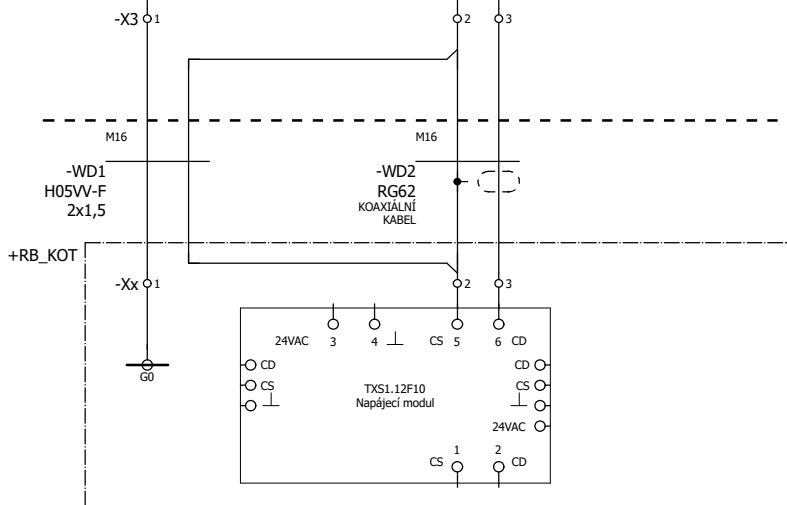 -X3 1 2 3
M16 M16
-WD1
H05VV-F
2x1,5
-WD2
RG62
KOAXIÁLNÍ
KABEL
+RB_KOT
-Xx 1 2 3
24VAC 3 4 CS 5 6 CD
G0
CD
CS
TXS1.12F10
Napájecí modul
CD
CS
24VAC
1 2
CS CD